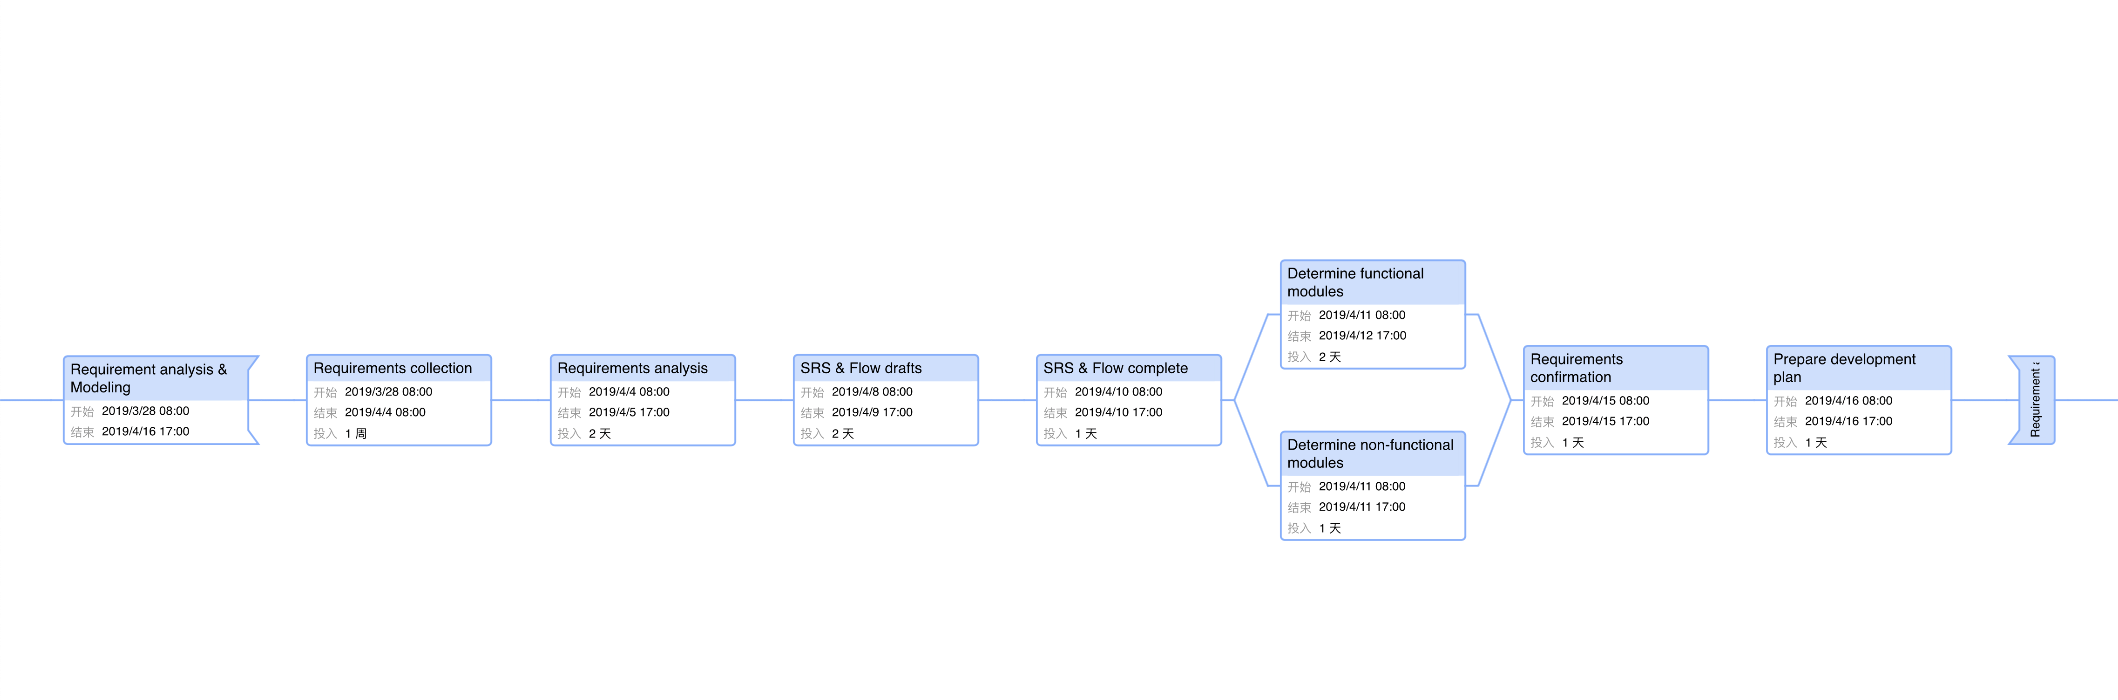 Requirement analysis &
Modeling
开始 2019/3/28 08:00
结束 2019/4/16 17:00
Requirements collection
开始 2019/3/28 08:00
结束 2019/4/4 08:00
投入 1 周
Requirements analysis
开始 2019/4/4 08:00
结束 2019/4/5 17:00
投入 2 天
SRS & Flow drafts
开始 2019/4/8 08:00
结束 2019/4/9 17:00
投入 2 天
SRS & Flow complete
开始 2019/4/10 08:00
结束 2019/4/10 17:00
投入 1 天
Determine functional
modules
开始 2019/4/11 08:00
结束 2019/4/12 17:00
投入 2 天
Determine non-functional
modules
开始 2019/4/11 08:00
结束 2019/4/11 17:00
投入 1 天
Requirements
confirmation
开始 2019/4/15 08:00
结束 2019/4/15 17:00
投入 1 天
Prepare development
plan
开始 2019/4/16 08:00
结束 2019/4/16 17:00
投入 1 天
Requirement